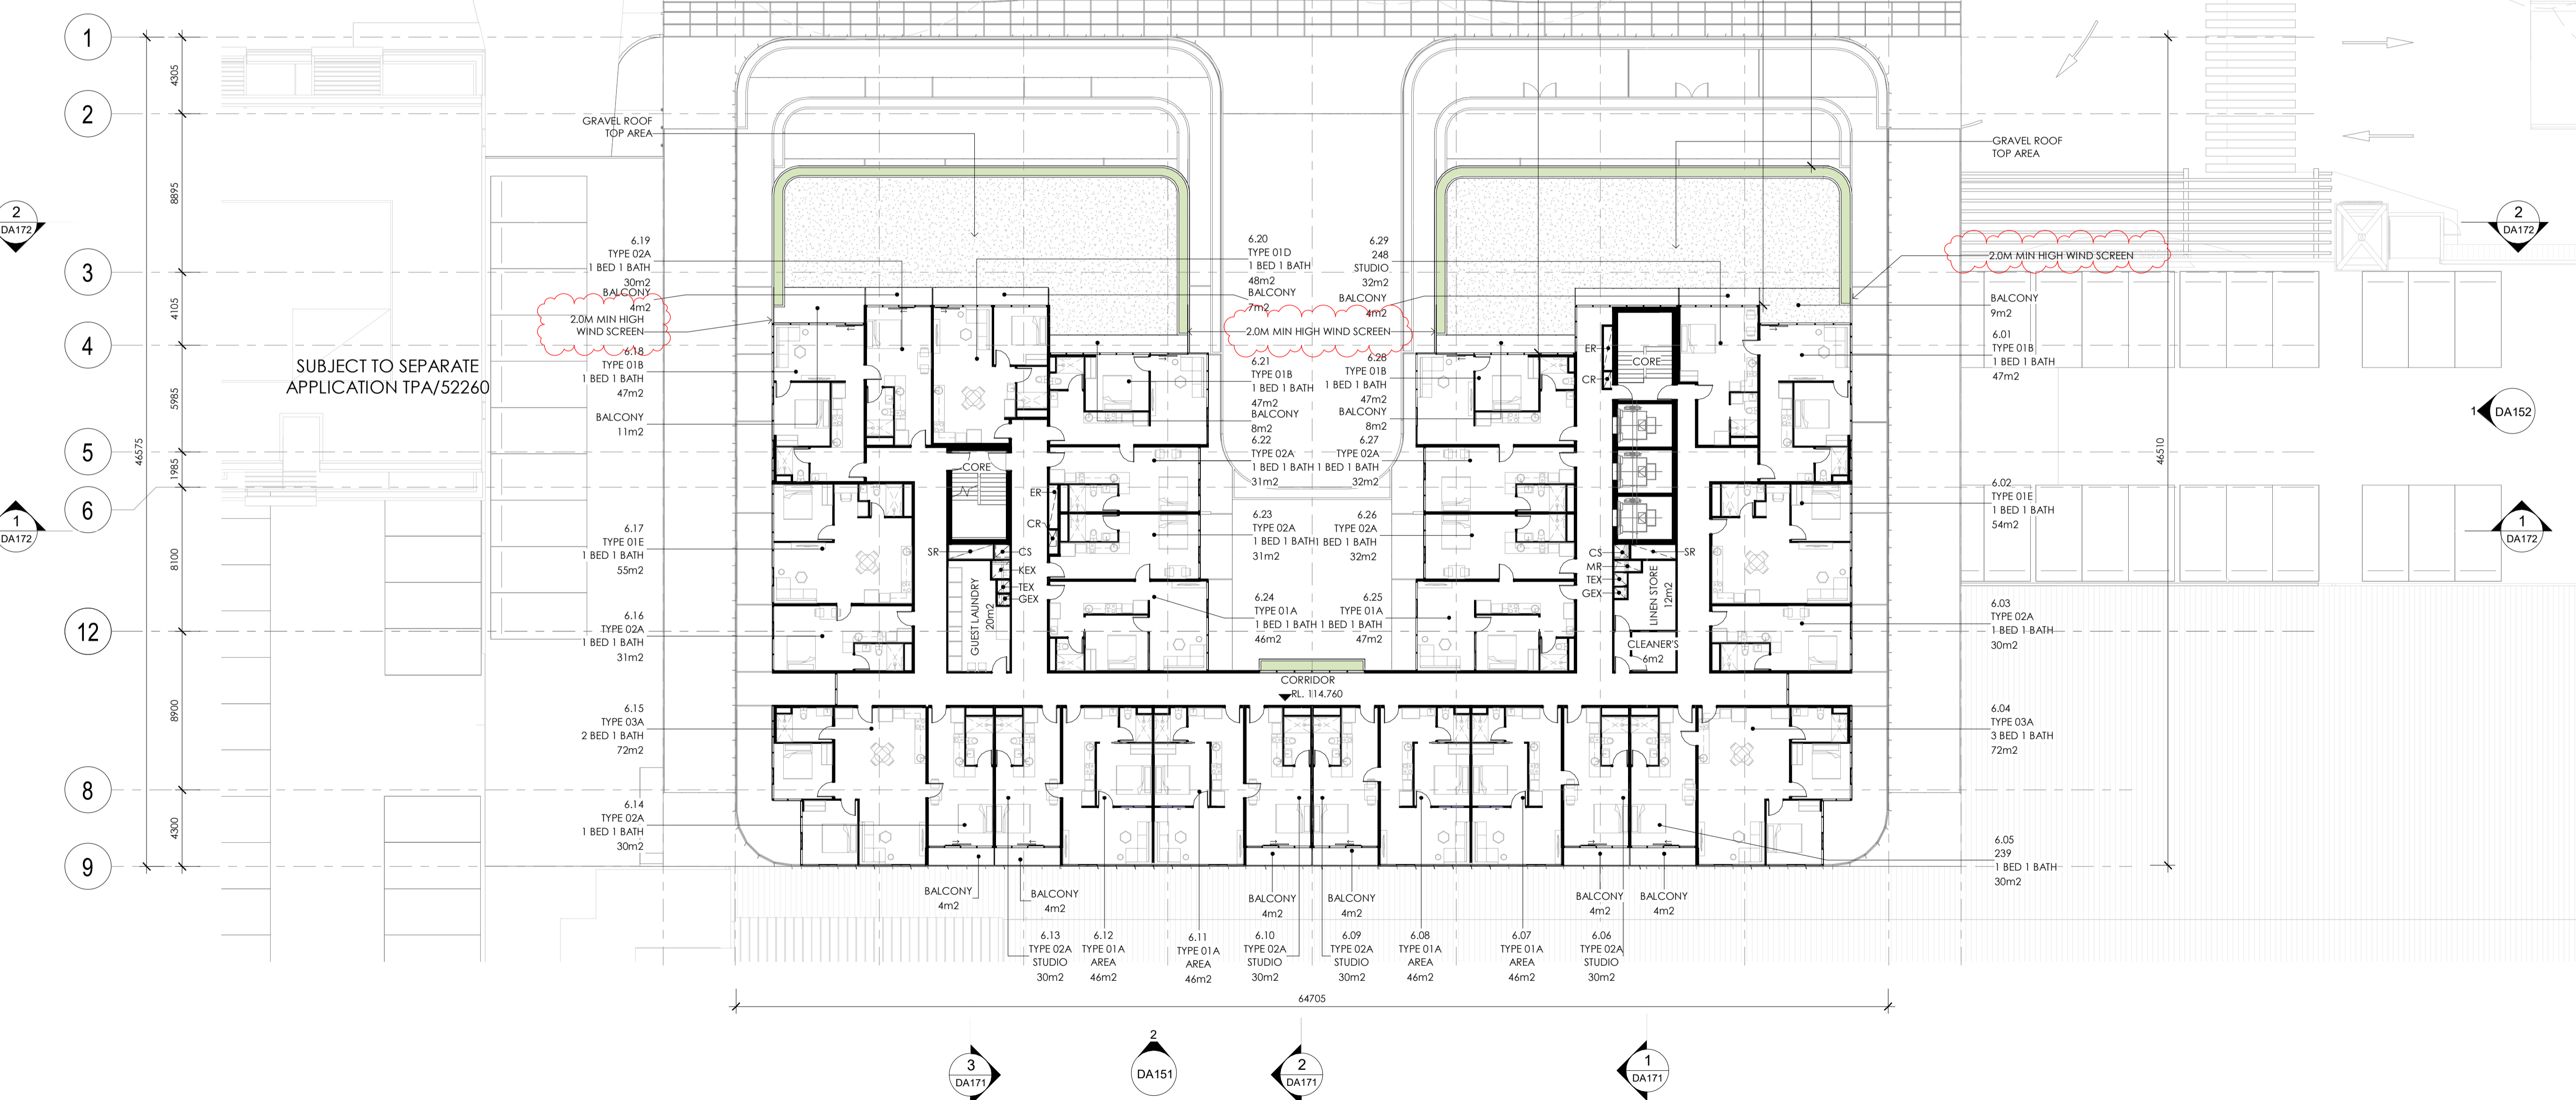 1
2
3
4
5
6
12
8
9
4305
8895
4105
5985
1985
8100
8900
4300
46575
46510
64705
2
DA172
1
DA172
SUBJECT TO SEPARATE
APPLICATION TPA/52260
GRAVEL ROOF
TOP AREA
GRAVEL ROOF
TOP AREA
6.19
TYPE 02A
1 BED 1 BATH
30m2
BALCONY
4m2
2.0M MIN HIGH
WIND SCREEN
6.18
TYPE 01B
1 BED 1 BATH
47m2
BALCONY
11m2
6.17
TYPE 01E
1 BED 1 BATH
55m2
6.16
TYPE 02A
1 BED 1 BATH
31m2
6.15
TYPE 03A
2 BED 1 BATH
72m2
6.14
TYPE 02A
1 BED 1 BATH
30m2
6.20
TYPE 01D
1 BED 1 BATH
48m2
BALCONY
7m2
6.29
248
STUDIO
32m2
BALCONY
4m2
2.0M MIN HIGH WIND SCREEN
6.21
TYPE 01B
1 BED 1 BATH
47m2
BALCONY
8m2
6.28
TYPE 01B
1 BED 1 BATH
47m2
BALCONY
8m2
6.22
TYPE 02A
1 BED 1 BATH
31m2
6.27
TYPE 02A
1 BED 1 BATH
32m2
6.23
TYPE 02A
1 BED 1 BATH
31m2
6.26
TYPE 02A
1 BED 1 BATH
32m2
6.24
TYPE 01A
1 BED 1 BATH
46m2
6.25
TYPE 01A
1 BED 1 BATH
47m2
CORE
ER
CR
SR
CS
KEX
TEX
GEX
GUEST LAUNDRY
20m2
ER
CORE
CR
CS
SR
MR
TEX
GEX
LINEN STORE
12m2
CLEANER'S
6m2
CORRIDOR
RL. 114.760
2.0M MIN HIGH WIND SCREEN
BALCONY
9m2
6.01
TYPE 01B
1 BED 1 BATH
47m2
6.02
TYPE 01E
1 BED 1 BATH
54m2
6.03
TYPE 02A
1 BED 1 BATH
30m2
6.04
TYPE 03A
3 BED 1 BATH
72m2
6.05
239
1 BED 1 BATH
30m2
2
DA172
1
DA152
1
DA172
BALCONY
4m2
BALCONY
4m2
BALCONY
4m2
BALCONY
4m2
BALCONY
4m2
BALCONY
4m2
6.13
TYPE 02A
STUDIO
30m2
6.12
TYPE 01A
AREA
46m2
6.11
TYPE 01A
AREA
46m2
6.10
TYPE 02A
STUDIO
30m2
6.09
TYPE 02A
STUDIO
30m2
6.08
TYPE 01A
AREA
46m2
6.07
TYPE 01A
AREA
46m2
6.06
TYPE 02A
STUDIO
30m2
3
DA171
2
DA151
2
DA171
1
DA171